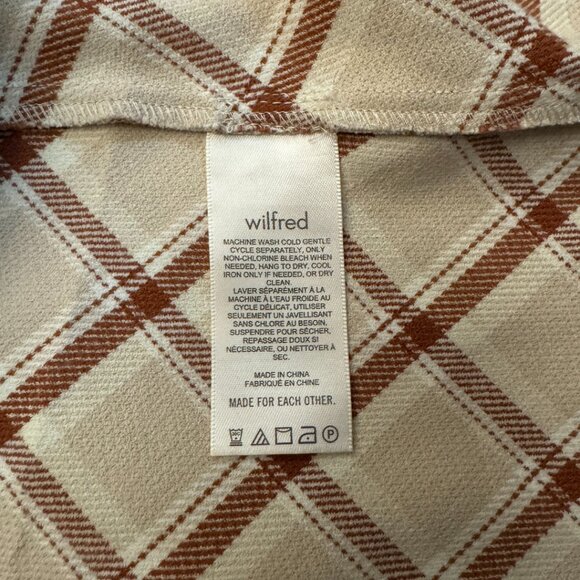 wilfred
MACHINE WASH COLD GENTLE
CYCLE SEPARATELY, ONLY
NON-CHLORINE BLEACH WHEN
NEEDED, HANG TO DRY, COOL
IRON ONLY IF NEEDED, OR DRY
CLEAN.
LAVER SÉPARÉMENT À LA
MACHINE À L'EAU FROIDE AU
CYCLE DÉLICAT, UTILISER
SEULEMENT UN JAVELLISANT
SANS CHLORE AU BESOIN,
SUSPENDRE POUR SÉCHER,
REPASSAGE DOUX SI
NÉCESSAIRE, OU NETTOYER À
SEC.
MADE IN CHINA
FABRIQUÉ EN CHINE
MADE FOR EACH OTHER.
P